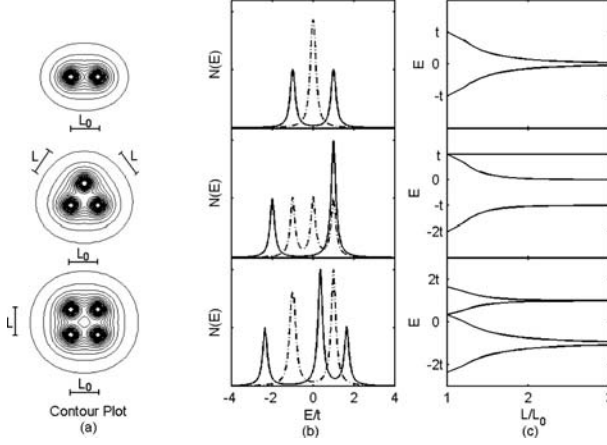 L₀
L
L
L₀
L
L₀
Contour Plot
(a)
N(E)
N(E)
N(E)
-4 -2 0 2 4
E/t
(b)
t
0
-t
E
t
0
-t
-2t
E
2t
0
-2t
E
1 2 3
L/L₀
(c)